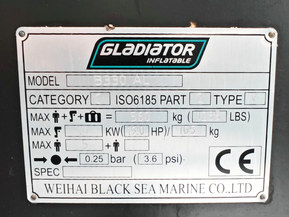 GLADIATOR
INFLATABLE
MODEL
CATEGORY ISO6185 PART TYPE
MAX + + = kg ( LBS)
MAX KW( HP)/ kg
MAX = +
0.25 bar ( 3.6 psi)
SPEC
CE
WEIHAI BLACK SEA MARINE CO.,LTD